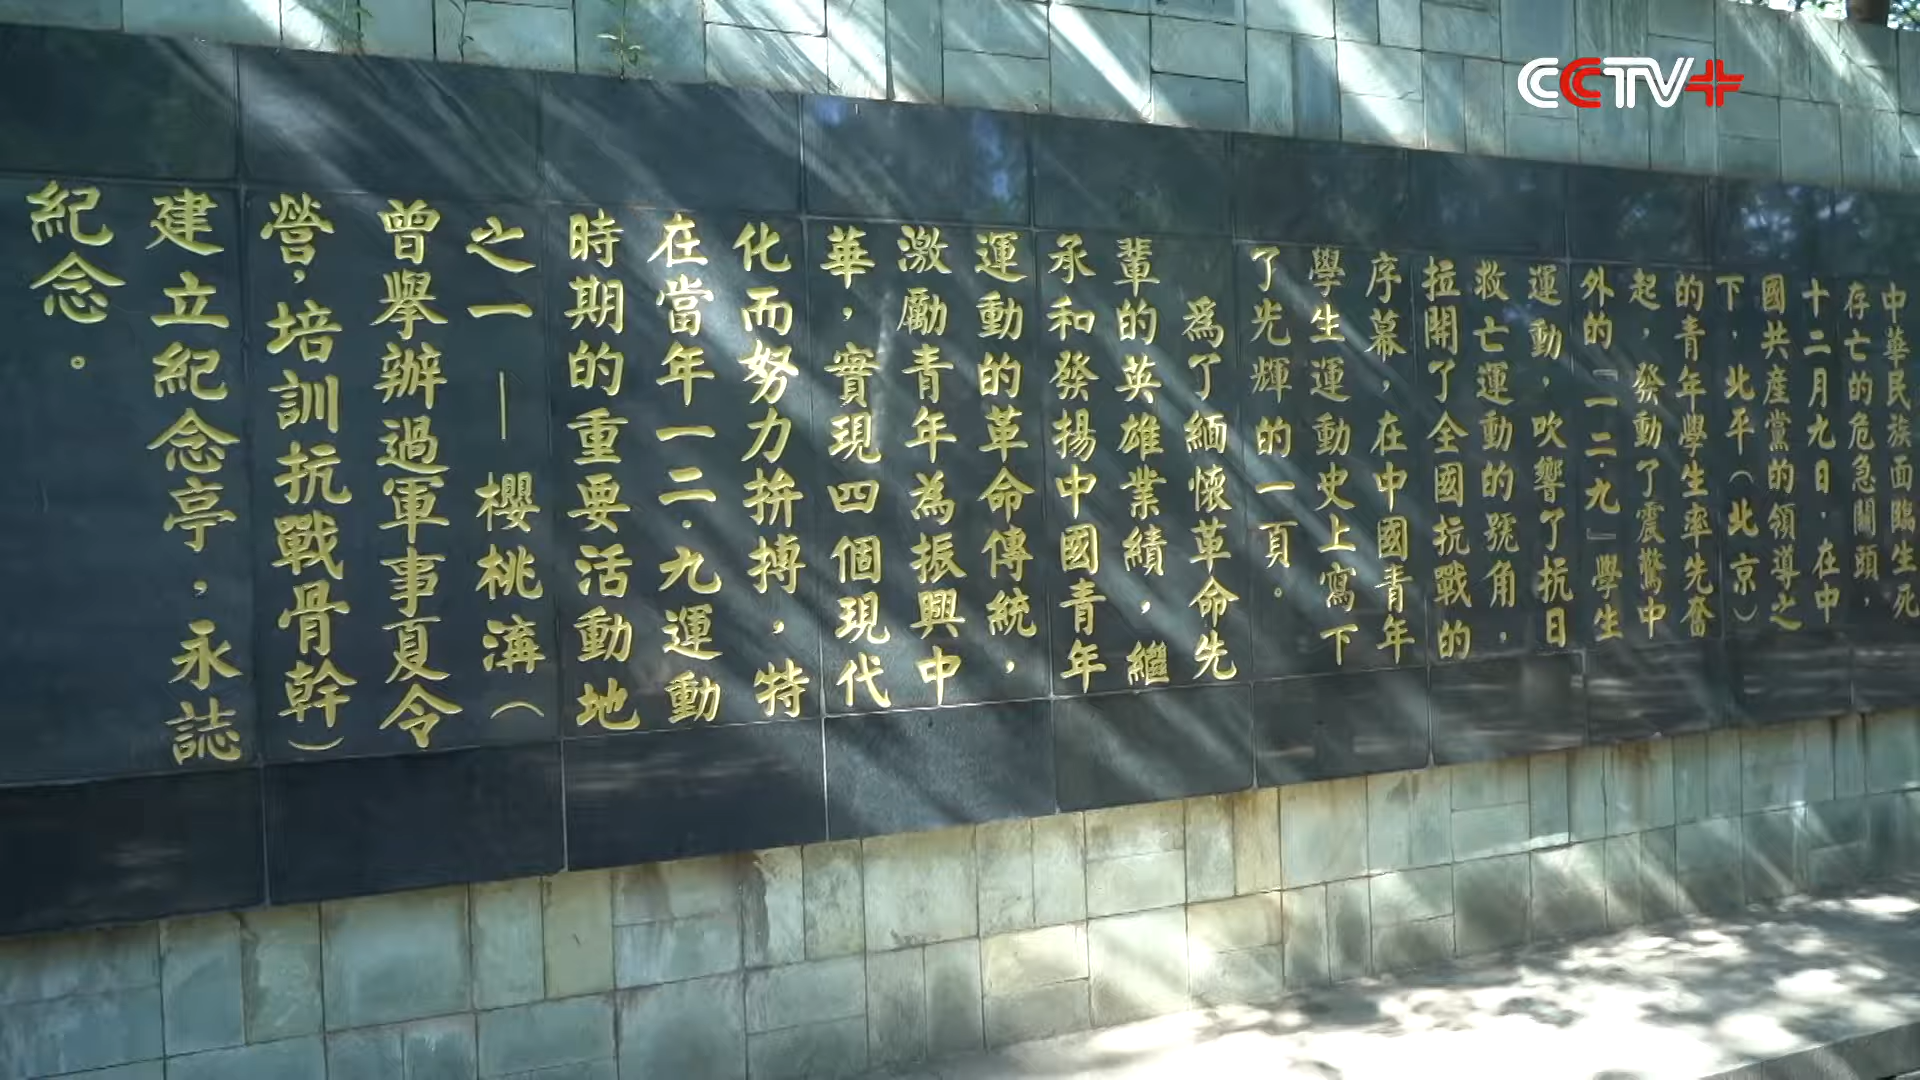 CCTV+
中華民族面臨生死
存亡的危急關頭，
十二月九日，在中
國共產黨的領導之
下，北平（北京）
的青年學生率先奮
起，發動了震驚中
外的『一二·九』學生
運動，吹響了抗日
救亡運動的號角，
拉開了全國抗戰的
序幕，在中國青年
學生運動史上寫下
了光輝的一頁。
爲了緬懷革命先
輩的英雄業績，繼
承和發揚中國青年
運動的革命傳統，
激勵青年為振興中
華，實現四個現代
化而努力拚搏，特
在當年一二·九運動
時期的重要活動地
之一—櫻桃溝（
曾擧辦過軍事夏令
營，培訓抗戰骨幹）
建立紀念亭，永誌
紀念。